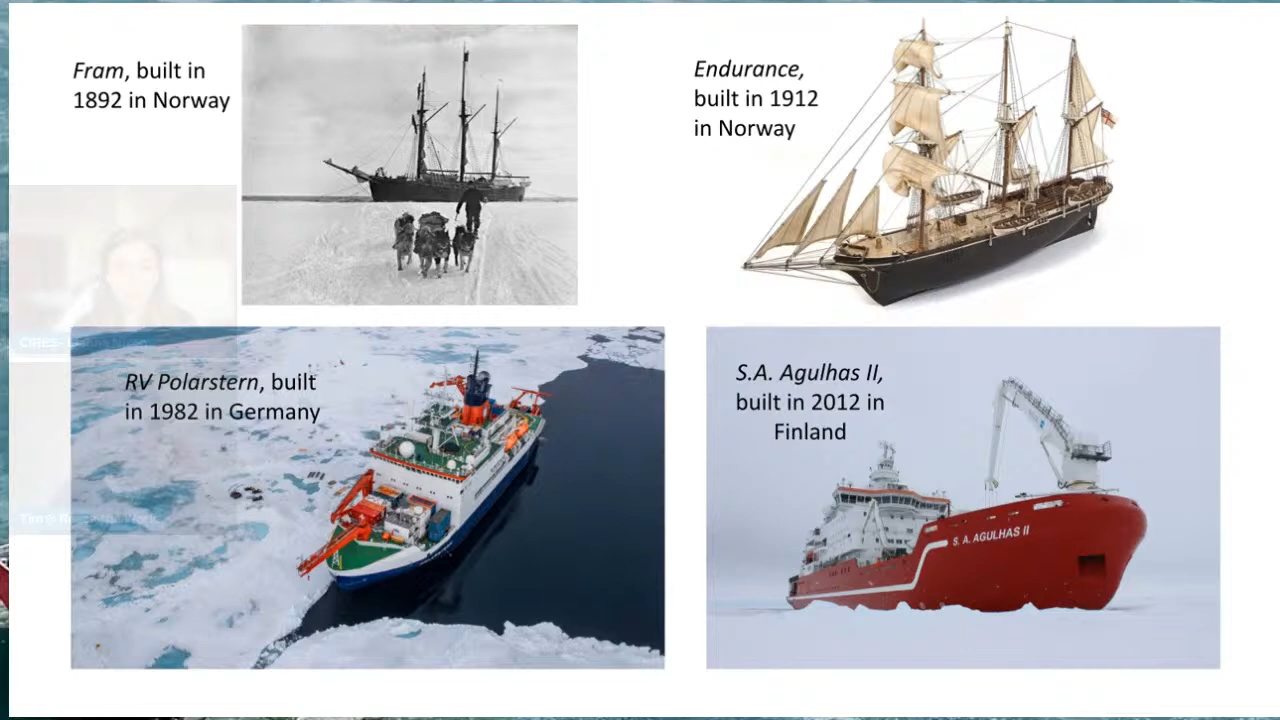 Fram, built in
1892 in Norway
Endurance,
built in 1912
in Norway
RV Polarstern, built
in 1982 in Germany
S.A. Agulhas II,
built in 2012 in
Finland
S. A. AGULHAS II
CIRES-